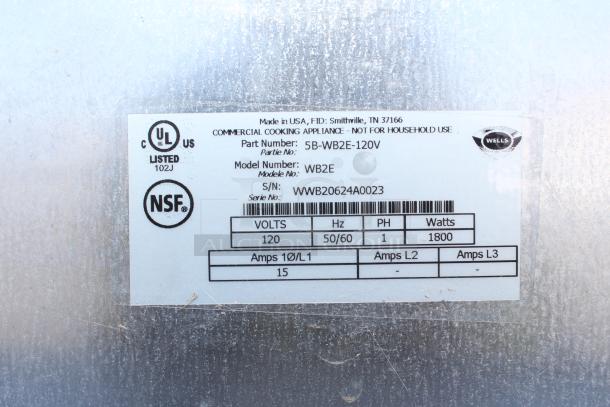 Made in USA, FID: Smithville, TN 37166
COMMERCIAL COOKING APPLIANCE - NOT FOR HOUSEHOLD USE
C UL US ®
LISTED
102J
Part Number: 5B-WB2E-120V
Partie No:
WELLS
Model Number: WB2E
Modele No:
S/N: WWB20624A0023
Serie No:
NSF®
VOLTS Hz PH Watts
120 50/60 1 1800
Amps 1Ø/L1 Amps L2 Amps L3
15 - -
AUCTION